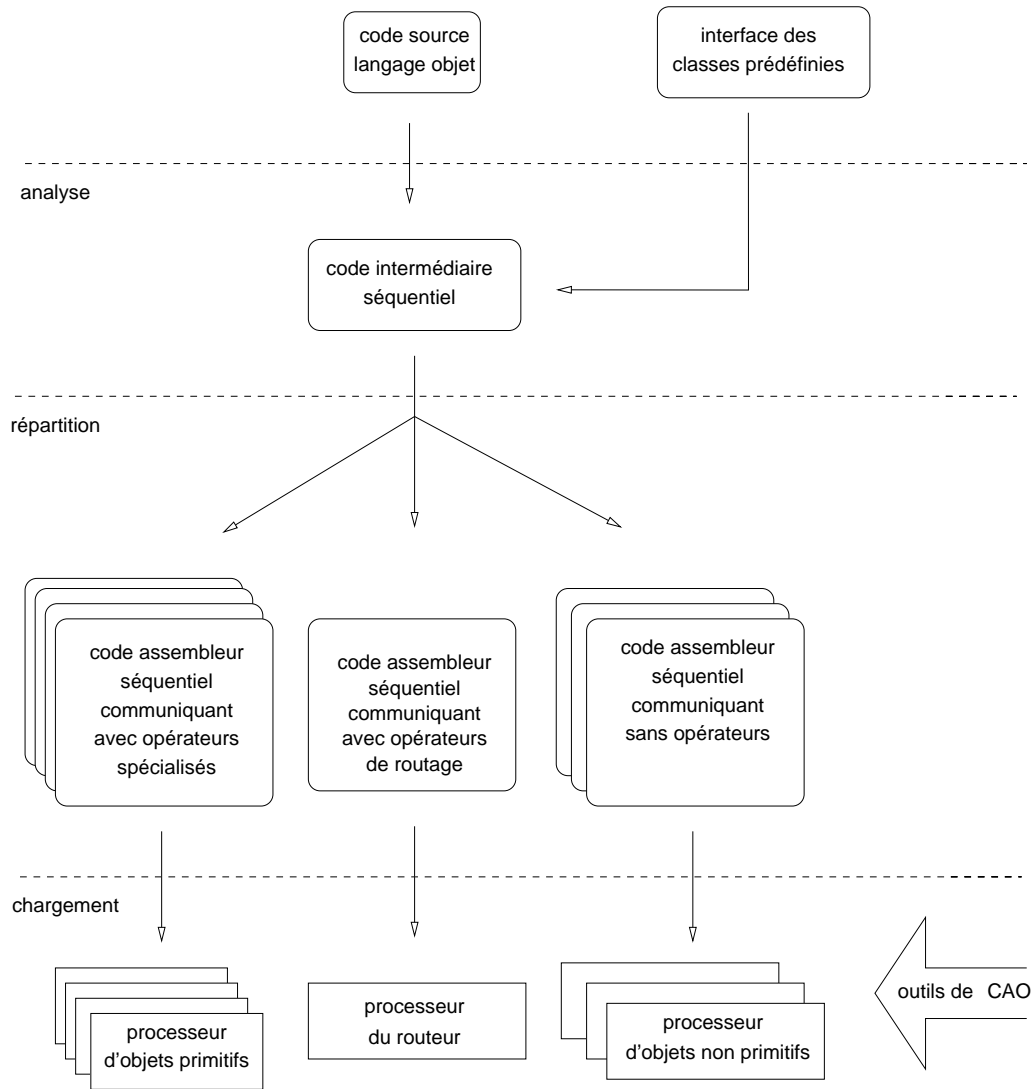 code source
langage objet
interface des
classes prédéfinies
analyse
code intermédiaire
séquentiel
répartition
code assembleur
séquentiel
communiquant
avec opérateurs
spécialisés
code assembleur
séquentiel
communiquant
avec opérateurs
de routage
code assembleur
séquentiel
communiquant
sans opérateurs
chargement
processeur
d'objets primitifs
processeur
du routeur
processeur
d'objets non primitifs
outils de CAO